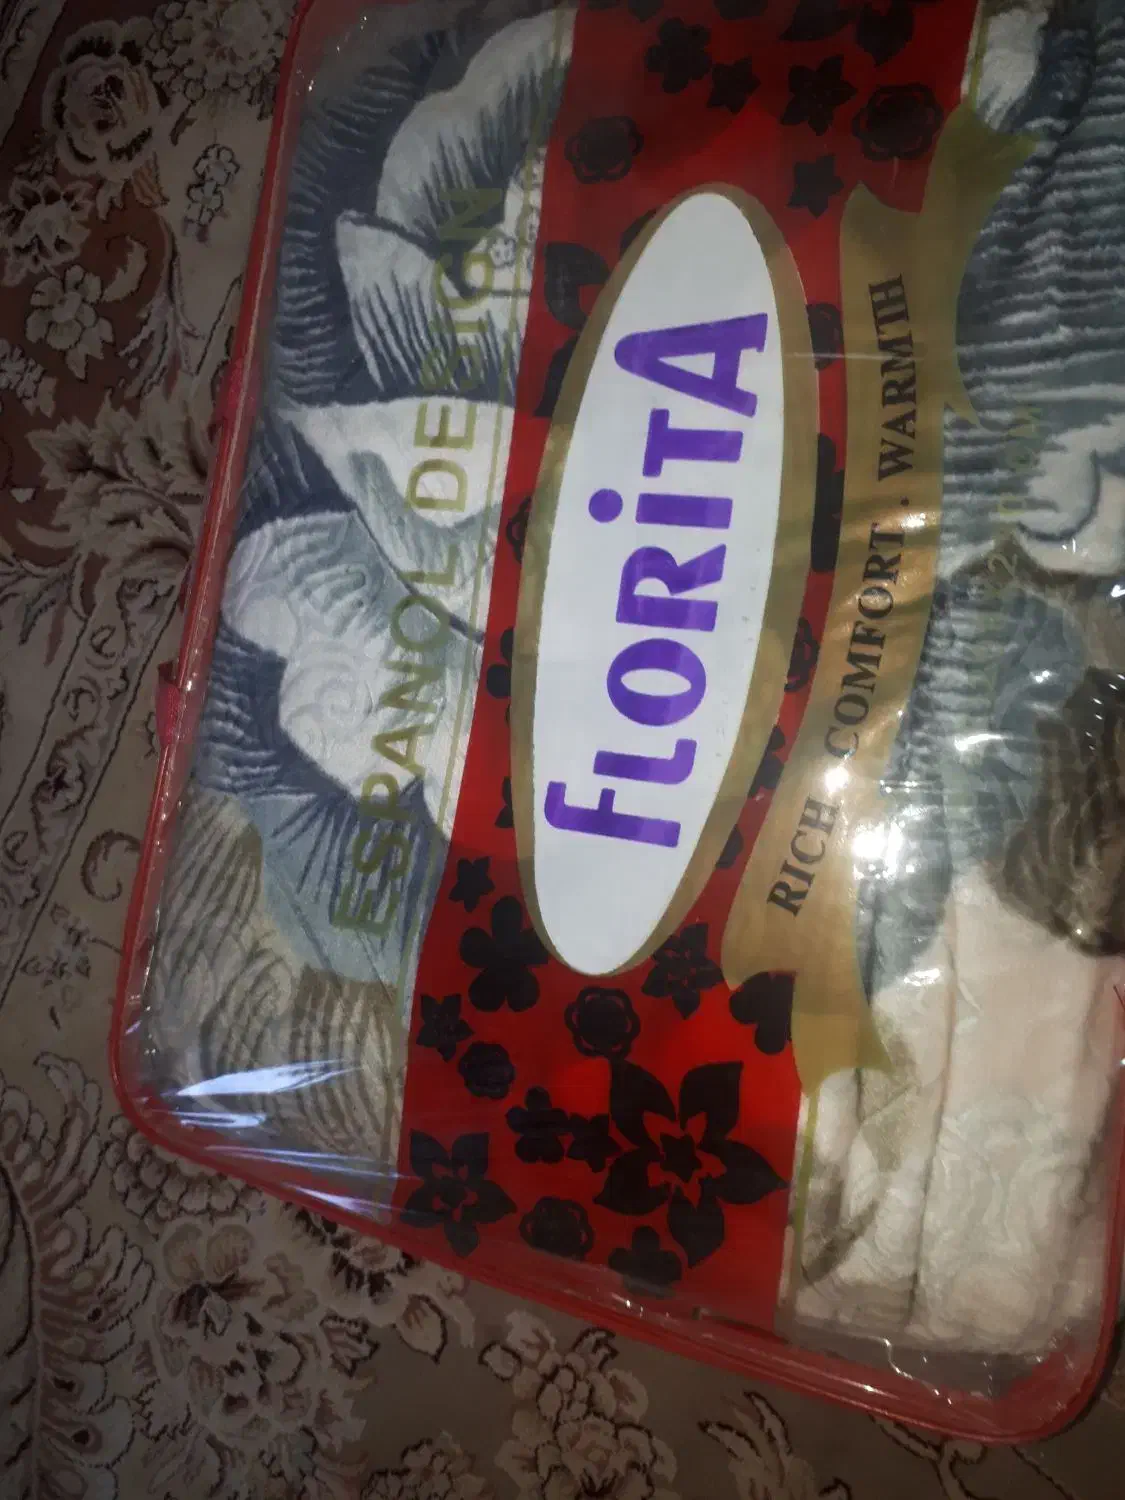 ESPANOL DESIGN
FLORiTA
RICH COMFORT . WARMTH